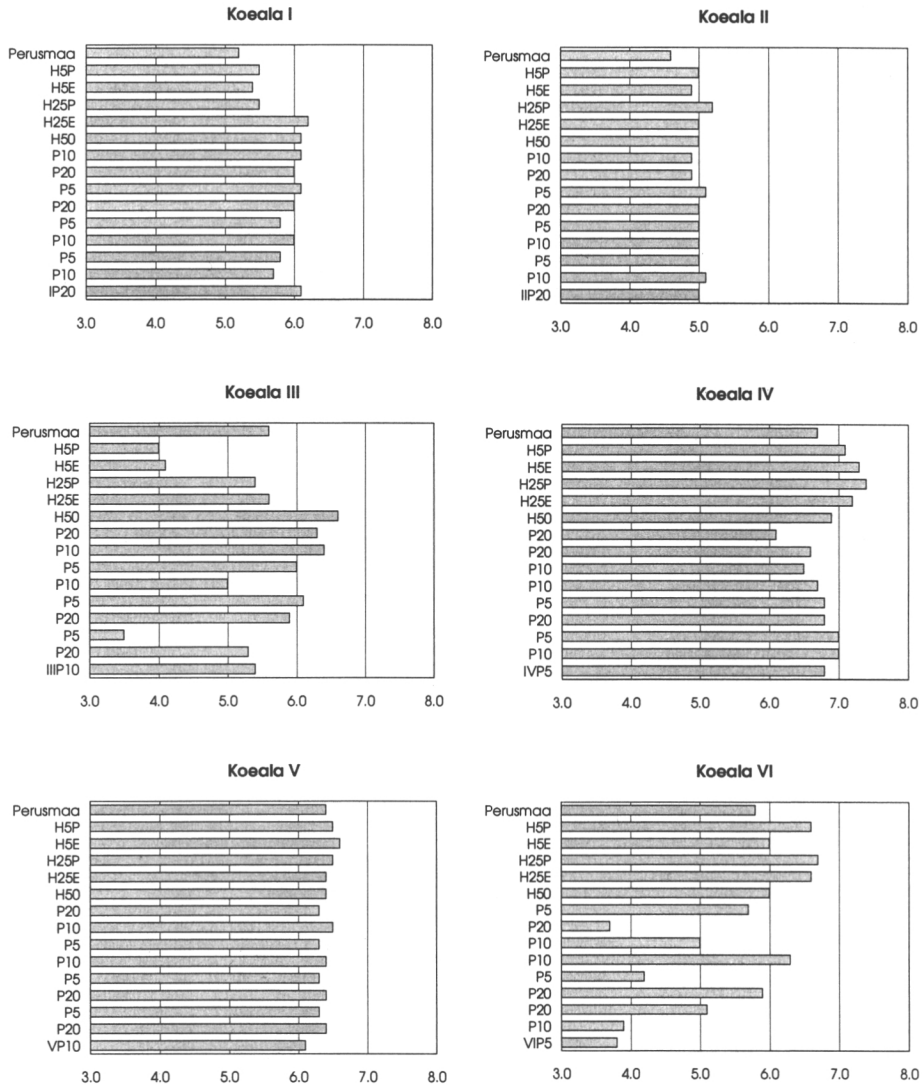 Koeala I
Perusmaa
H5P
H5E
H25P
H25E
H50
P10
P20
P5
P20
P5
P10
P5
P10
IP20
3.0 4.0 5.0 6.0 7.0 8.0
Koeala II
Perusmaa
H5P
H5E
H25P
H25E
H50
P10
P20
P5
P20
P5
P10
P5
P10
IIP20
3.0 4.0 5.0 6.0 7.0 8.0
Koeala III
Perusmaa
H5P
H5E
H25P
H25E
H50
P20
P10
P5
P10
P5
P20
P5
P20
IIIP10
3.0 4.0 5.0 6.0 7.0 8.0
Koeala IV
Perusmaa
H5P
H5E
H25P
H25E
H50
P20
P20
P10
P10
P5
P20
P5
P10
IVP5
3.0 4.0 5.0 6.0 7.0 8.0
Koeala V
Perusmaa
H5P
H5E
H25P
H25E
H50
P20
P10
P5
P10
P5
P20
P5
P20
VP10
3.0 4.0 5.0 6.0 7.0 8.0
Koeala VI
Perusmaa
H5P
H5E
H25P
H25E
H50
P5
P20
P10
P10
P5
P20
P20
P10
VIP5
3.0 4.0 5.0 6.0 7.0 8.0